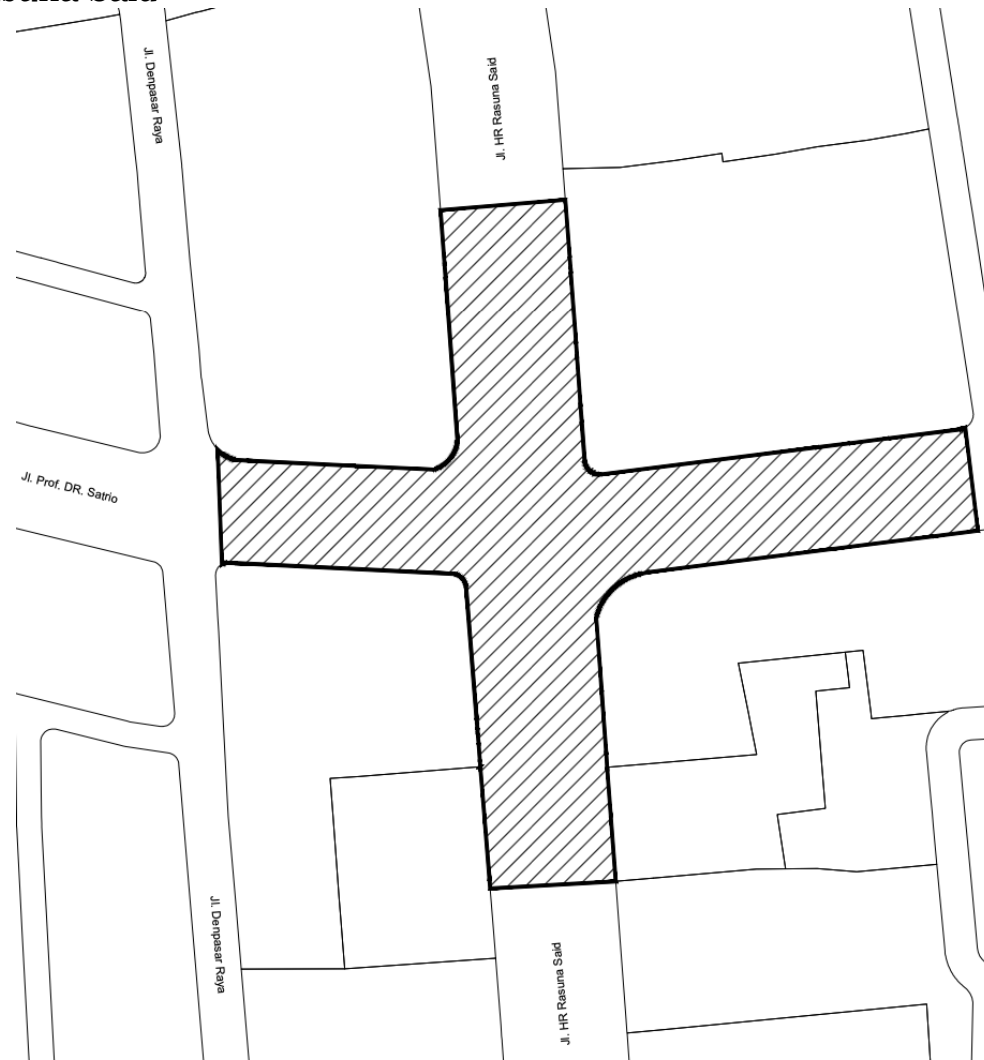 Jl. Denpasar Raya
Jl. HR Rasuna Said
Jl. Prof. DR. Satrio
Jl. Denpasar Raya
Jl. HR Rasuna Said